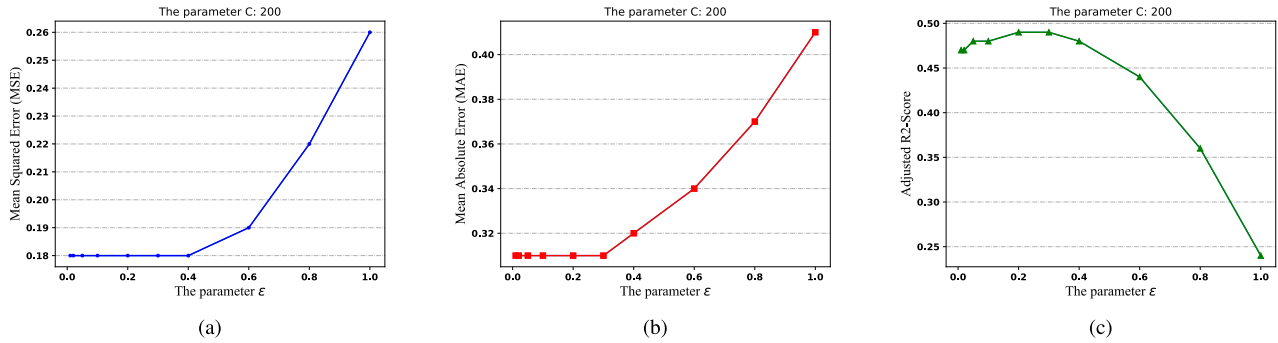 The parameter C: 200
Mean Squared Error (MSE)
0.26
0.25
0.24
0.23
0.22
0.21
0.20
0.19
0.18
0.0 0.2 0.4 0.6 0.8 1.0
The parameter ε
(a)
The parameter C: 200
Mean Absolute Error (MAE)
0.40
0.38
0.36
0.34
0.32
0.0 0.2 0.4 0.6 0.8 1.0
The parameter ε
(b)
The parameter C: 200
Adjusted R2-Score
0.50
0.45
0.40
0.35
0.30
0.25
0.0 0.2 0.4 0.6 0.8 1.0
The parameter ε
(c)